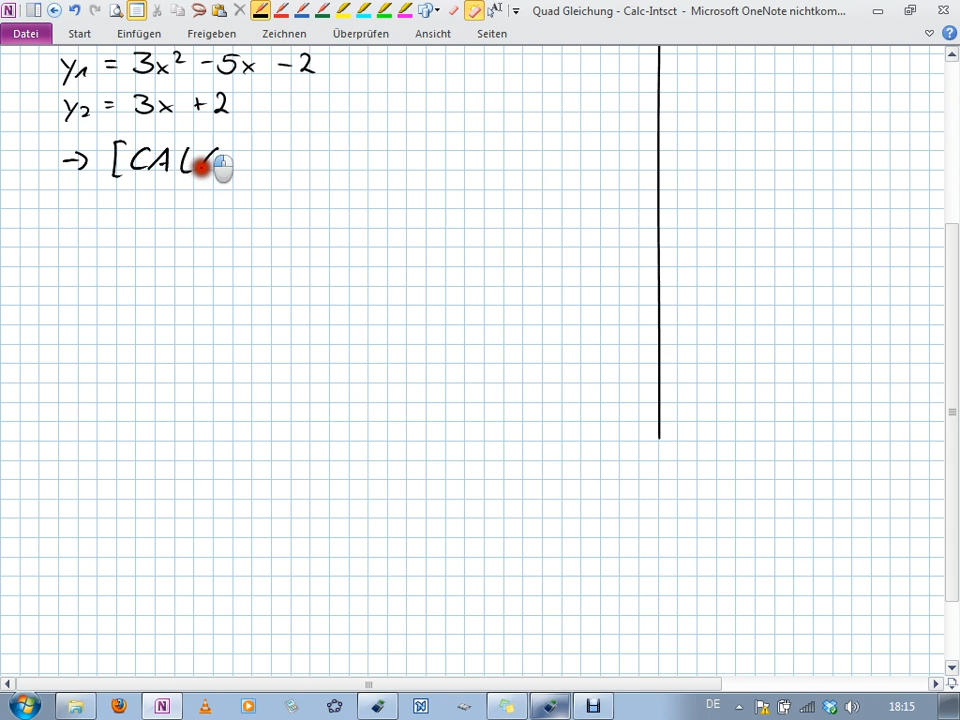 Quad Gleichung - Calc-Intsct - Microsoft OneNote nichtkom...
Datei Start Einfügen Freigeben Zeichnen Überprüfen Ansicht Seiten
y₁ = 3x² - 5x - 2
y₂ = 3x + 2
→ [CAL
DE 18:15